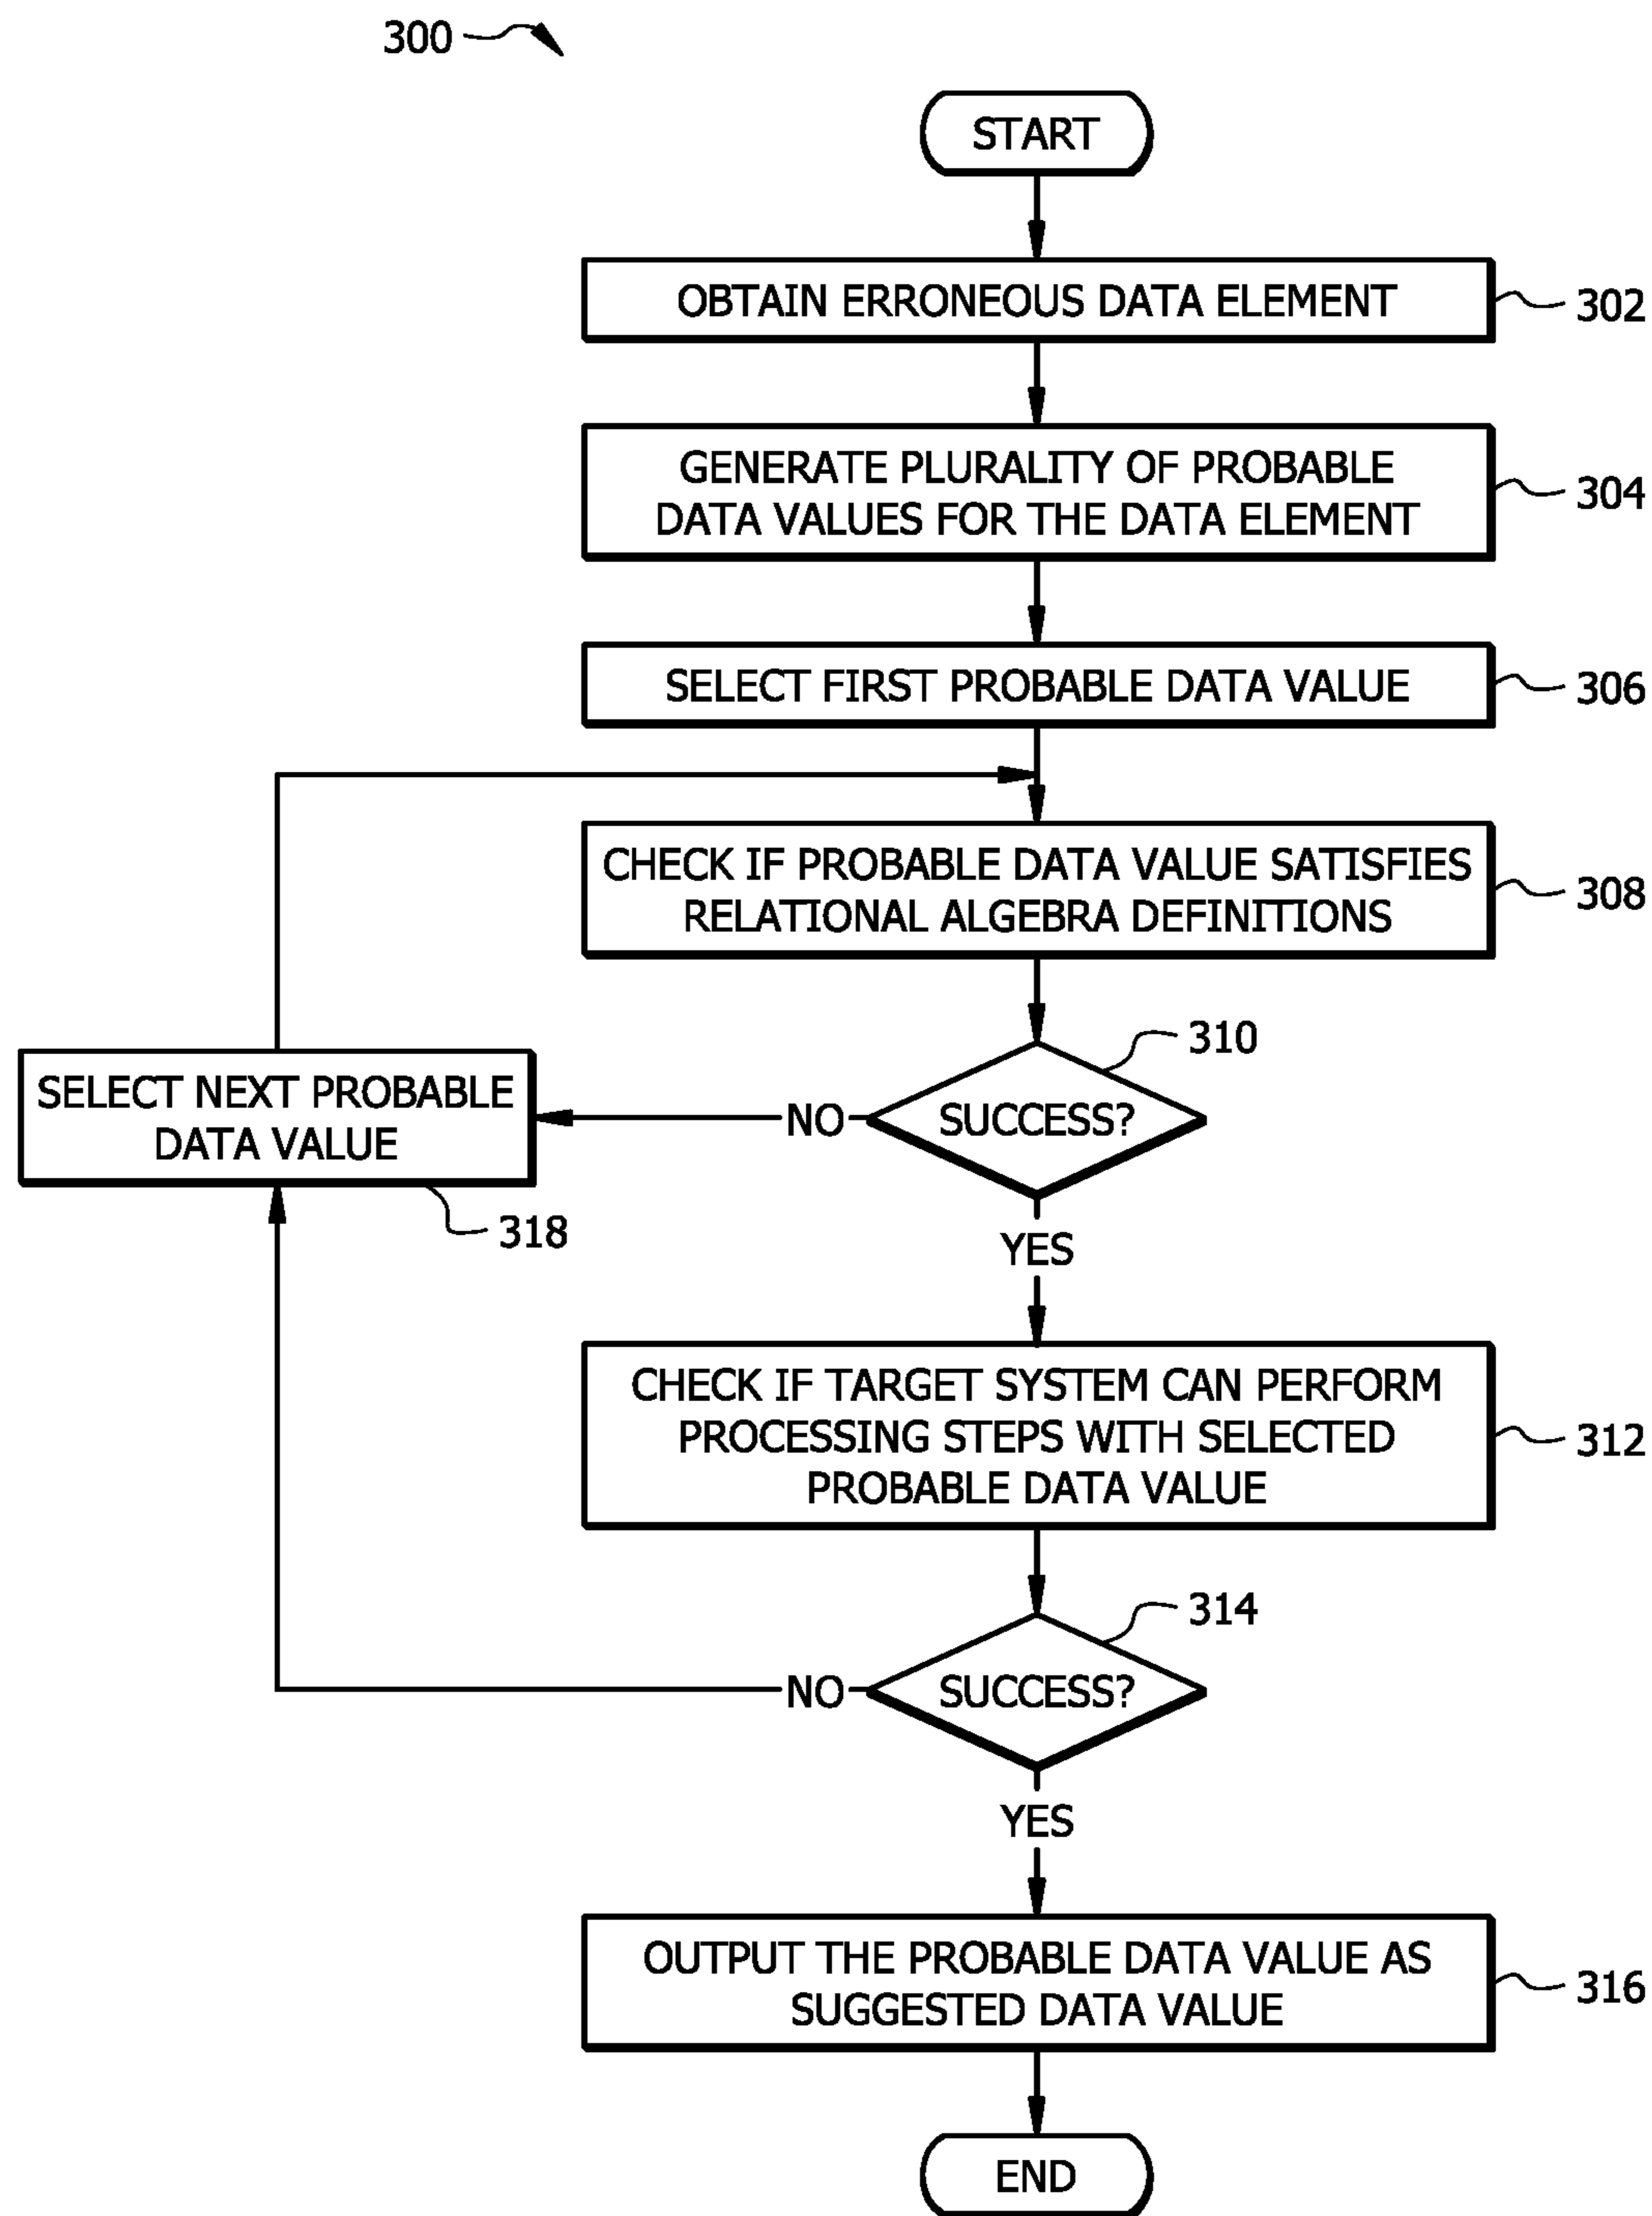 300
START
OBTAIN ERRONEOUS DATA ELEMENT
302
GENERATE PLURALITY OF PROBABLE
DATA VALUES FOR THE DATA ELEMENT
304
SELECT FIRST PROBABLE DATA VALUE
306
CHECK IF PROBABLE DATA VALUE SATISFIES
RELATIONAL ALGEBRA DEFINITIONS
308
310
SUCCESS?
NO
SELECT NEXT PROBABLE
DATA VALUE
318
YES
CHECK IF TARGET SYSTEM CAN PERFORM
PROCESSING STEPS WITH SELECTED
PROBABLE DATA VALUE
312
314
SUCCESS?
NO
YES
OUTPUT THE PROBABLE DATA VALUE AS
SUGGESTED DATA VALUE
316
END